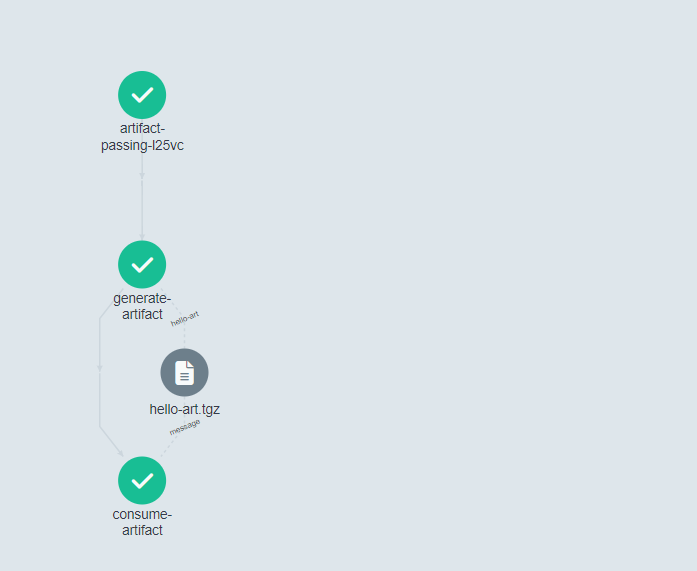 artifact-
passing-l25vc
generate-
artifact
hello-art
hello-art.tgz
message
consume-
artifact